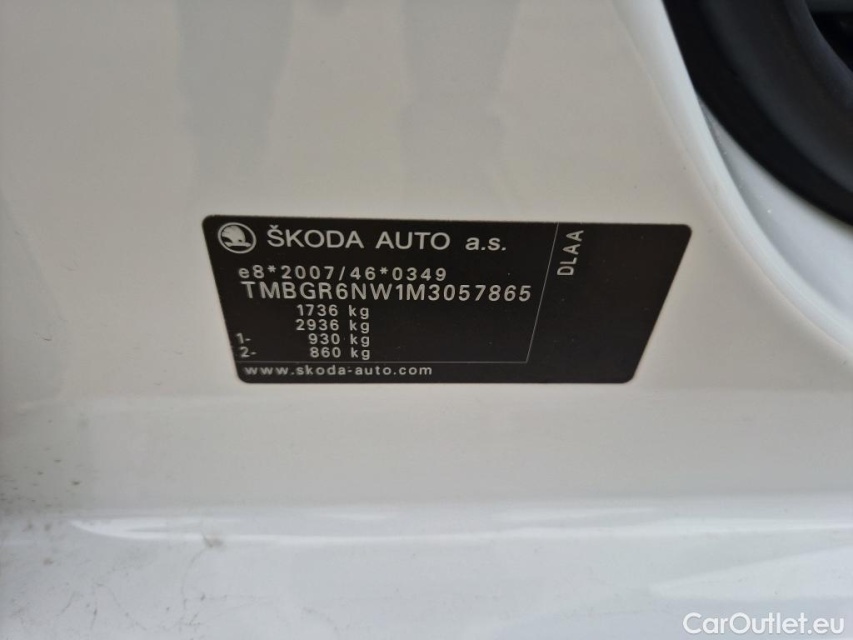 ŠKODA AUTO a.s.
DLAA
e8*2007/46*0349
TMBGR6NW1M3057865
1736 kg
2936 kg
1- 930 kg
2- 860 kg
www.skoda-auto.com
CarOutlet.eu